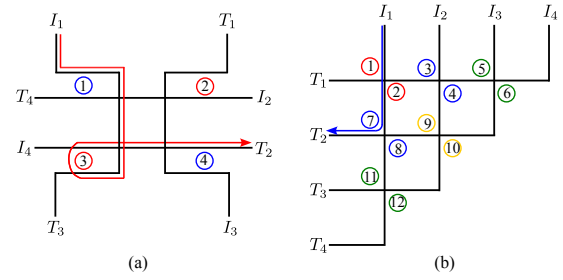 I₁ T₁
1 2
T₄ I₂
I₄ T₂
3 4
T₃ I₃
(a)
I₁ I₂ I₃ I₄
1 3 5
T₁
2 4 6
7 9
T₂
8 10
11
T₃
12
T₄
(b)